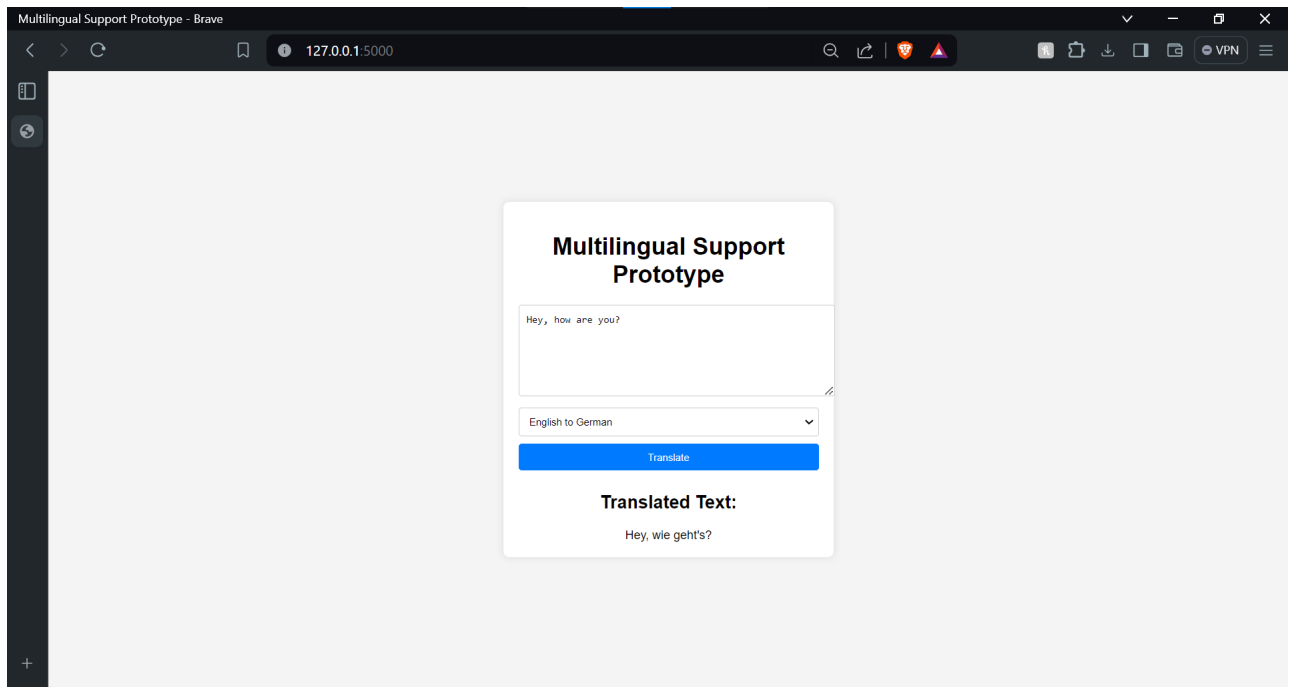 Multilingual Support Prototype - Brave
127.0.0.1:5000
VPN
Multilingual Support
Prototype
Hey, how are you?
English to German
Translate
Translated Text:
Hey, wie geht's?